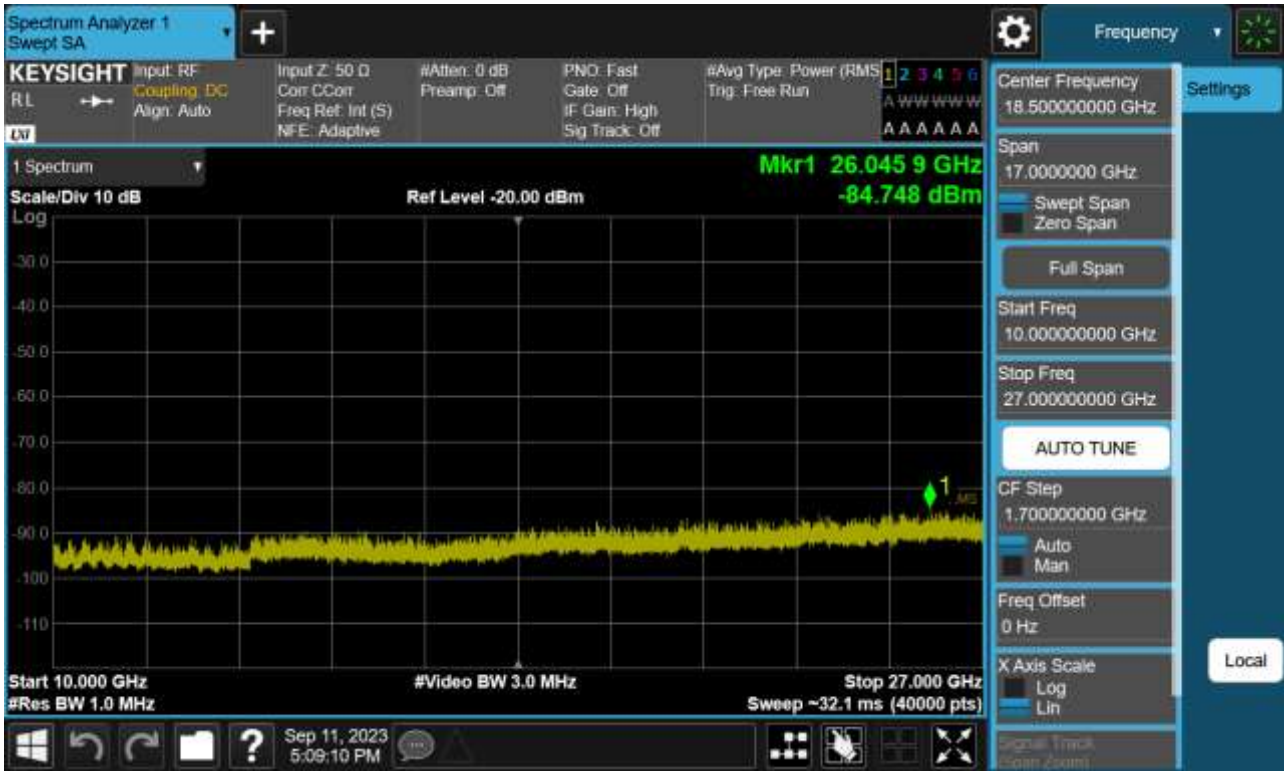 Spectrum Analyzer 1
Swept SA
+
Frequency
KEYSIGHT
RL
LXI
Input: RF
Coupling: DC
Align: Auto
Input Z: 50 Ω
Corr CCorr
Freq Ref: Int (S)
NFE: Adaptive
#Atten: 0 dB
Preamp: Off
PNO: Fast
Gate: Off
IF Gain: High
Sig Track: Off
#Avg Type: Power (RMS
Trig: Free Run
1 2 3 4 5 6
A W W W W W
A A A A A A
1 Spectrum
Scale/Div 10 dB
Ref Level -20.00 dBm
Mkr1 26.045 9 GHz
-84.748 dBm
Log
-30.0
-40.0
-50.0
-60.0
-70.0
-80.0
-90.0
-100
-110
1
Start 10.000 GHz
#Video BW 3.0 MHz
Stop 27.000 GHz
#Res BW 1.0 MHz
Sweep ~32.1 ms (40000 pts)
Center Frequency
18.500000000 GHz
Settings
Span
17.0000000 GHz
Swept Span
Zero Span
Full Span
Start Freq
10.000000000 GHz
Stop Freq
27.000000000 GHz
AUTO TUNE
CF Step
1.700000000 GHz
Auto
Man
Freq Offset
0 Hz
X Axis Scale
Log
Lin
Signal Track
(Span Zoom)
Local
?
Sep 11, 2023
5:09:10 PM